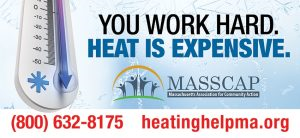 YOU WORK HARD.
HEAT IS EXPENSIVE.
MASSCAP
Massachusetts Association for Community Action
(800) 632-8175 heatinghelpma.org